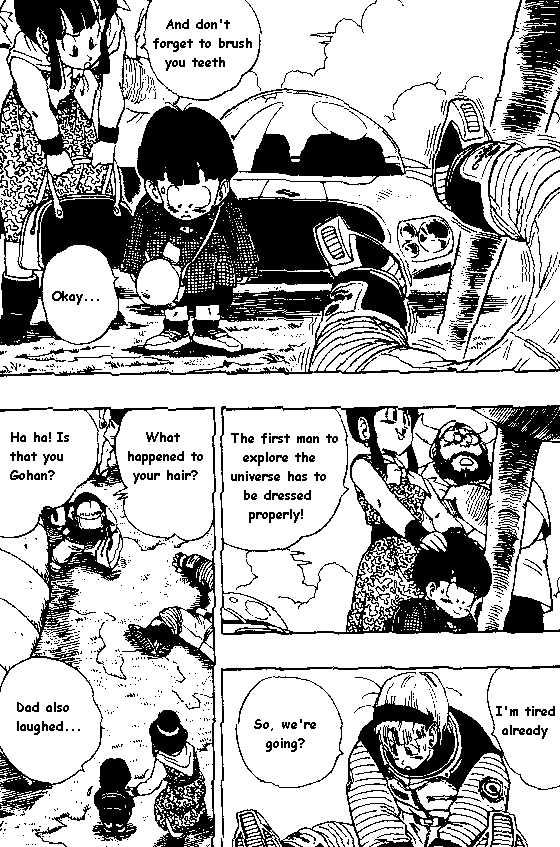 And don't
forget to brush
you teeth
Okay...
Ha ha! Is
that you
Gohan?
What
happened to
your hair?
The first man to
explore the
universe has to
be dressed
properly!
Dad also
laughed...
So, we're
going?
I'm tired
already